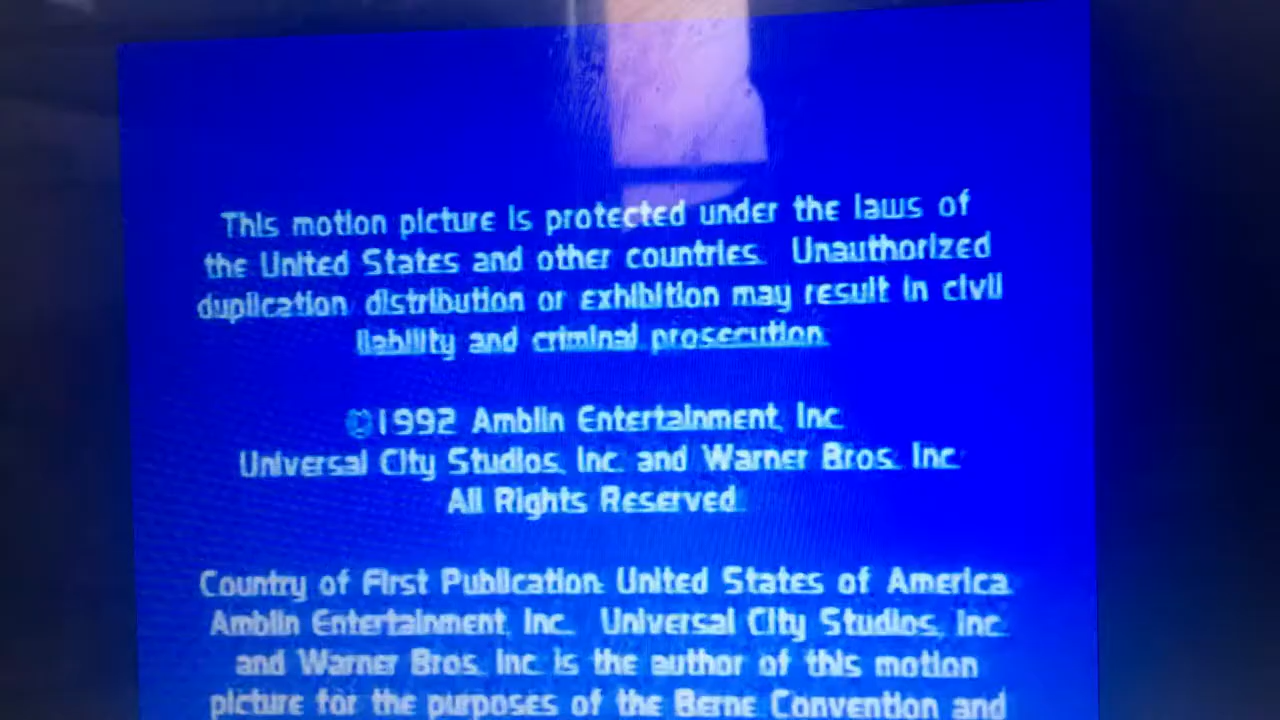 This motion picture is protected under the laws of
the United States and other countries. Unauthorized
duplication, distribution or exhibition may result in civil
liability and criminal prosecution.
©1992 Amblin Entertainment, Inc.
Universal City Studios, Inc. and Warner Bros. Inc.
All Rights Reserved.
Country of First Publication: United States of America.
Amblin Entertainment, Inc. Universal City Studios, Inc.
and Warner Bros. Inc. is the author of this motion
picture for the purposes of the Berne Convention and